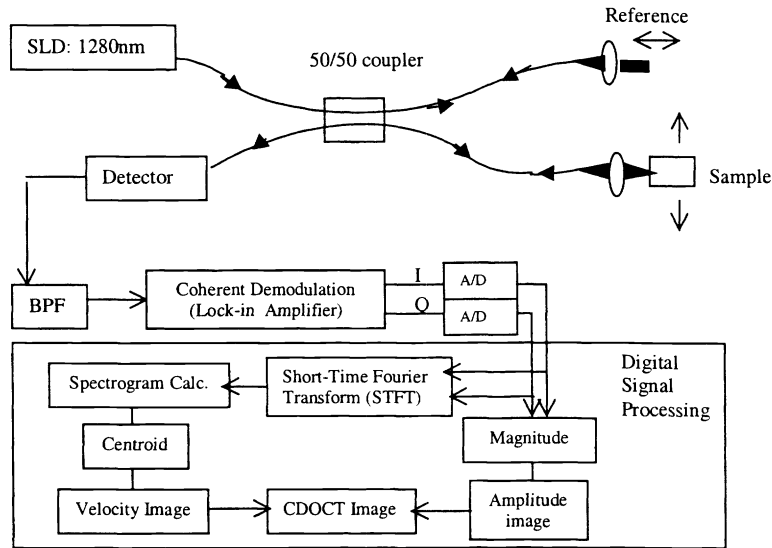 Reference
SLD: 1280nm
50/50 coupler
Detector
Sample
BPF
Coherent Demodulation
(Lock-in Amplifier)
I
Q
A/D
A/D
Digital
Signal
Processing
Spectrogram Calc.
Short-Time Fourier
Transform (STFT)
Centroid
Magnitude
Velocity Image
CDOCT Image
Amplitude
image